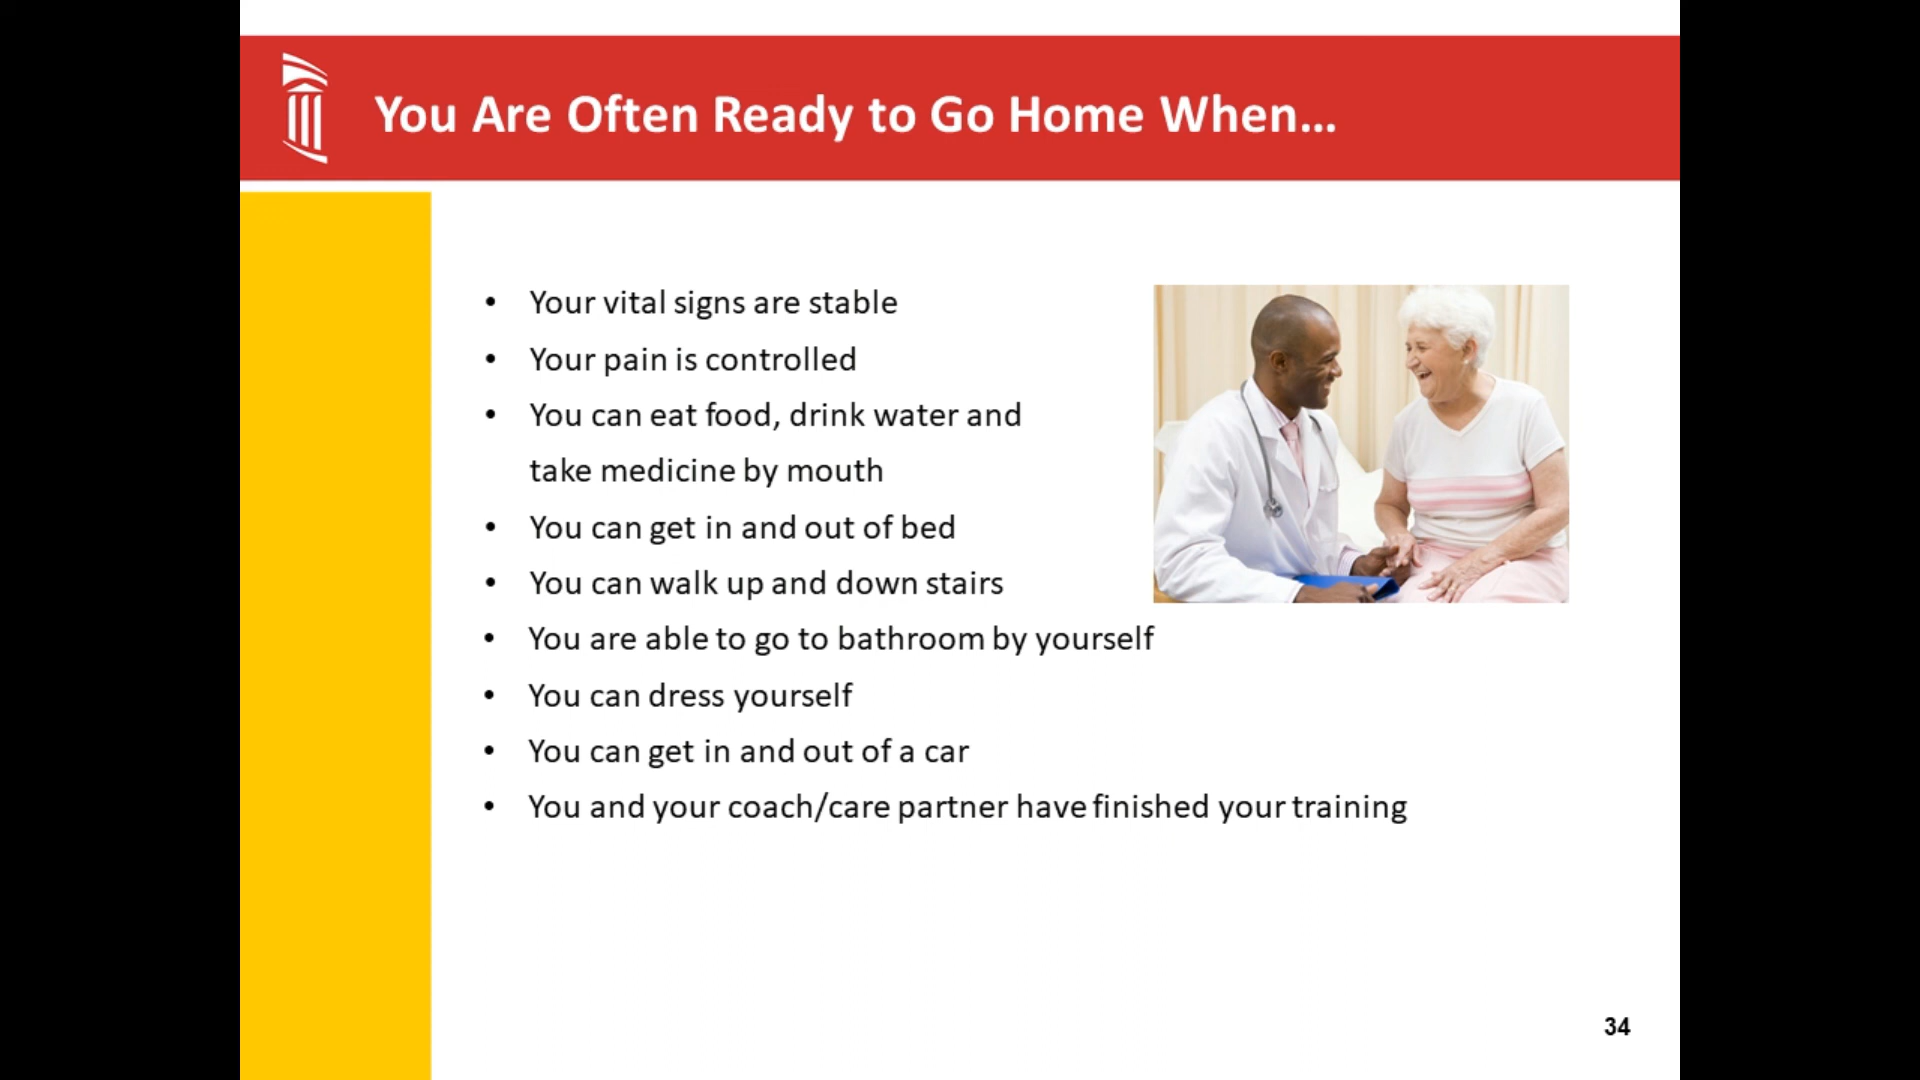 You Are Often Ready to Go Home When...
• Your vital signs are stable
• Your pain is controlled
• You can eat food, drink water and
take medicine by mouth
• You can get in and out of bed
• You can walk up and down stairs
• You are able to go to bathroom by yourself
• You can dress yourself
• You can get in and out of a car
• You and your coach/care partner have finished your training
34